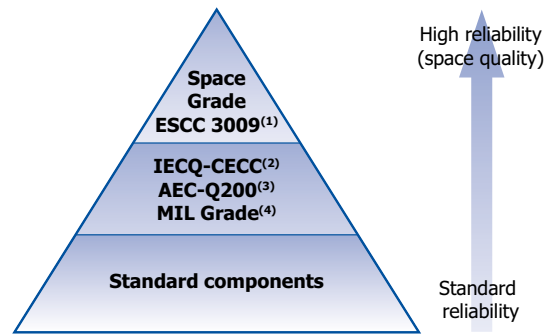 High reliability
(space quality)
Space
Grade
ESCC 3009(1)
IECQ-CECC(2)
AEC-Q200(3)
MIL Grade(4)
Standard components
Standard
reliability